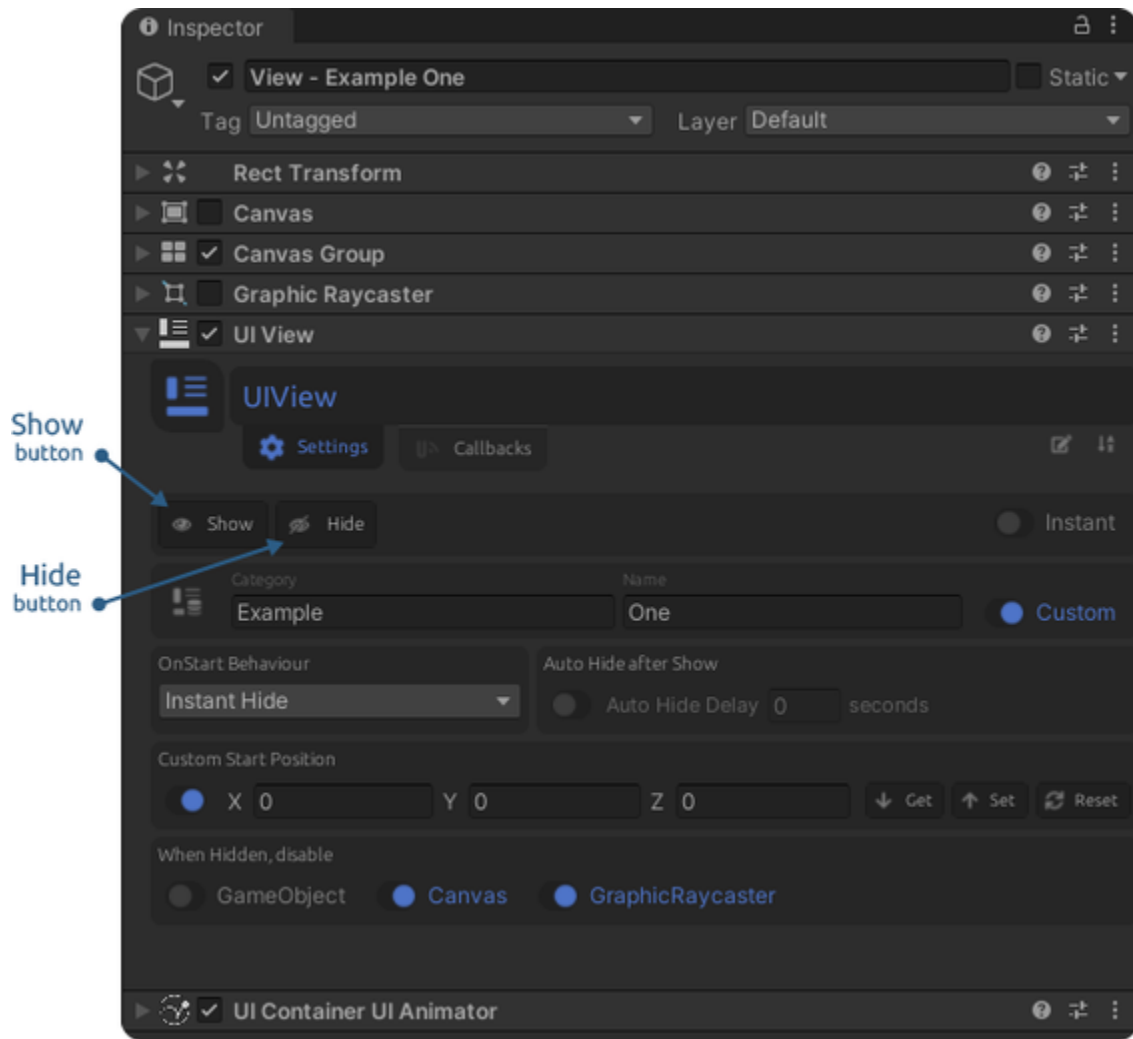 Inspector
View - Example One
Static
Tag Untagged Layer Default
Rect Transform
Canvas
Canvas Group
Graphic Raycaster
UI View
UIView
Settings Callbacks
Show
button
Show Hide Instant
Hide
button
Category Name
Example One Custom
OnStart Behaviour Auto Hide after Show
Instant Hide Auto Hide Delay 0 seconds
Custom Start Position
X 0 Y 0 Z 0 Get Set Reset
When Hidden, disable
GameObject Canvas GraphicRaycaster
UI Container UI Animator